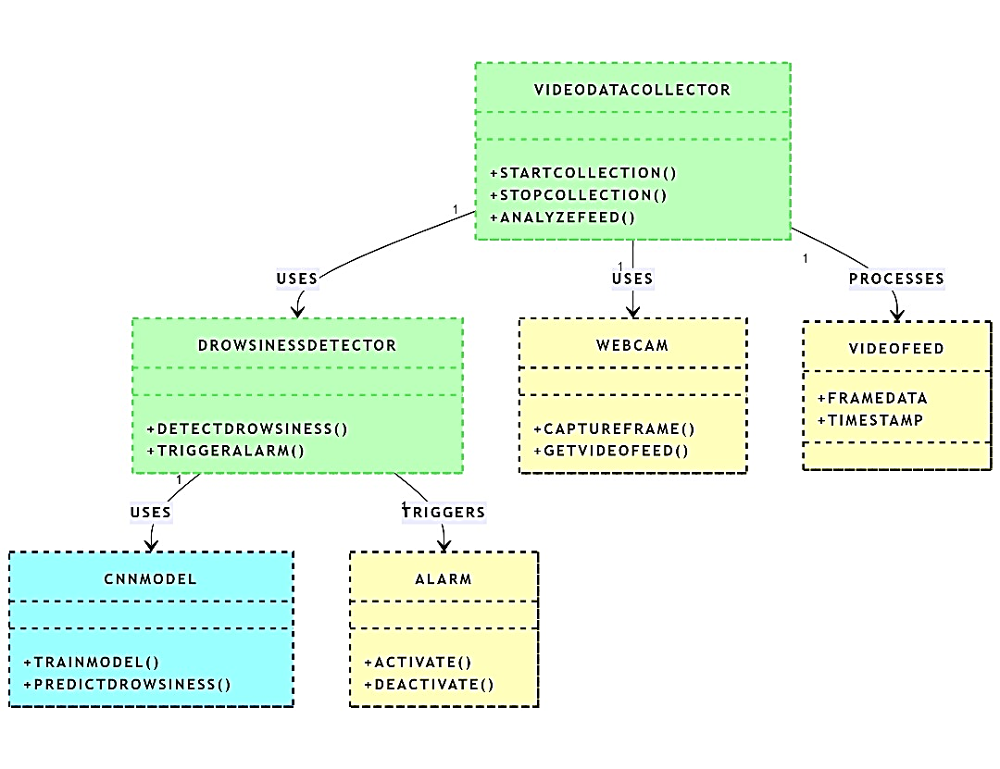 VIDEODATACOLLECTOR
+STARTCOLLECTION()
+STOPCOLLECTION()
+ANALYZEFEED()
1
1
1
USES
USES
PROCESSES
DROWSINESSDETECTOR
+DETECTDROWSINESS()
+TRIGGERALARM()
WEBCAM
+CAPTUREFRAME()
+GETVIDEOFEED()
VIDEOFEED
+FRAMEDATA
+TIMESTAMP
1
1
USES
TRIGGERS
CNNMODEL
+TRAINMODEL()
+PREDICTDROWSINESS()
ALARM
+ACTIVATE()
+DEACTIVATE()